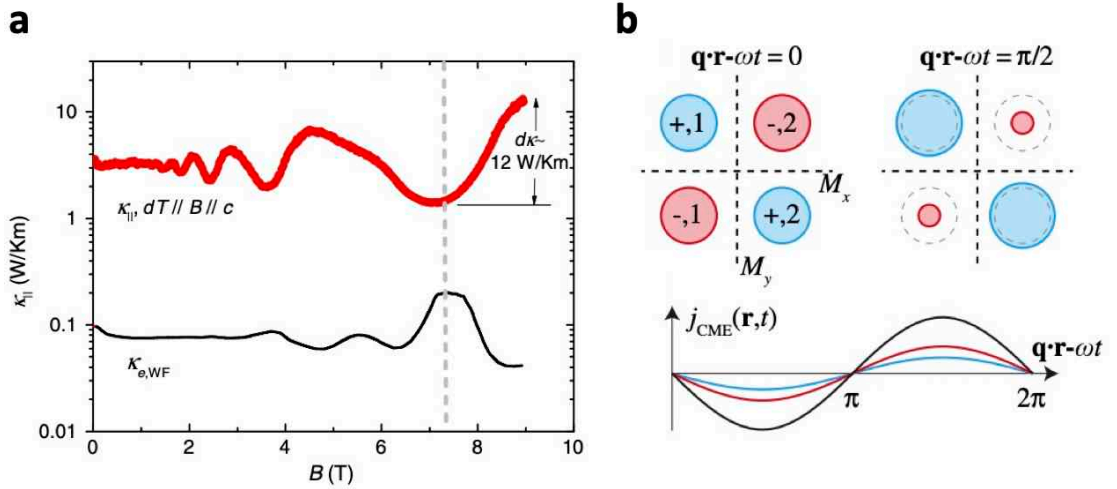 a
10
1
0.1
0.01
0
2
4
6
8
10
κ|| (W/Km)
B (T)
κ||, dT // B // c
κe,WF
dκ~
12 W/Km
b
q·r-ωt = 0
q·r-ωt = π/2
+,1
-,2
-,1
+,2
Mx
My
jCME(r,t)
q·r-ωt
π
2π